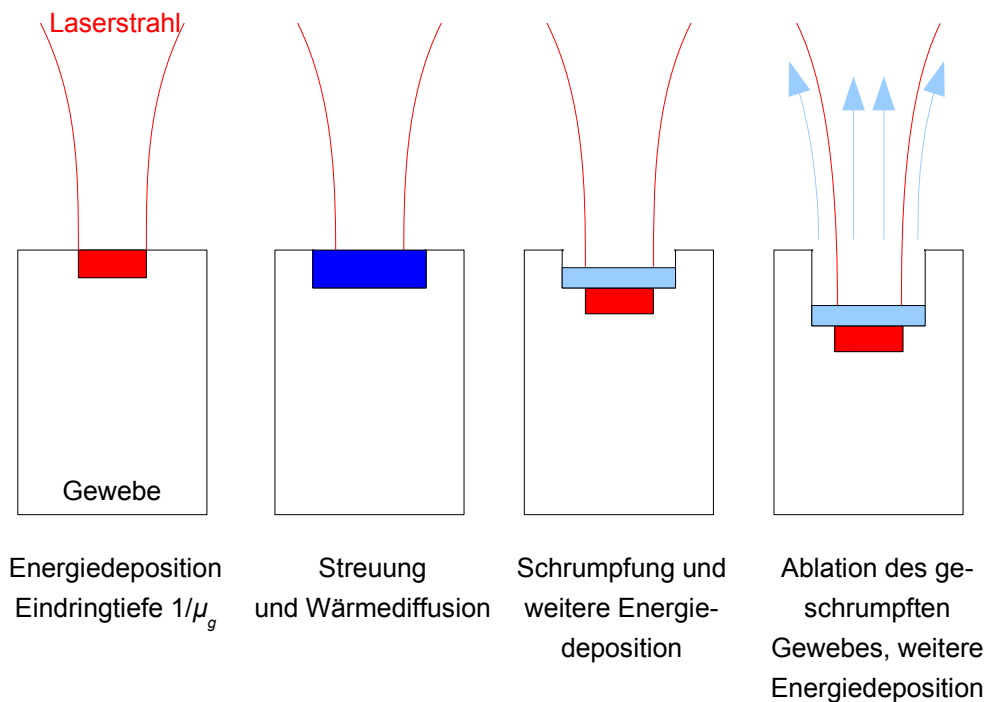 Laserstrahl
Gewebe
Energiedeposition
Eindringtiefe 1/μg
Streuung
und Wärmediffusion
Schrumpfung und
weitere Energie-
deposition
Ablation des ge-
schrumpften
Gewebes, weitere
Energiedeposition